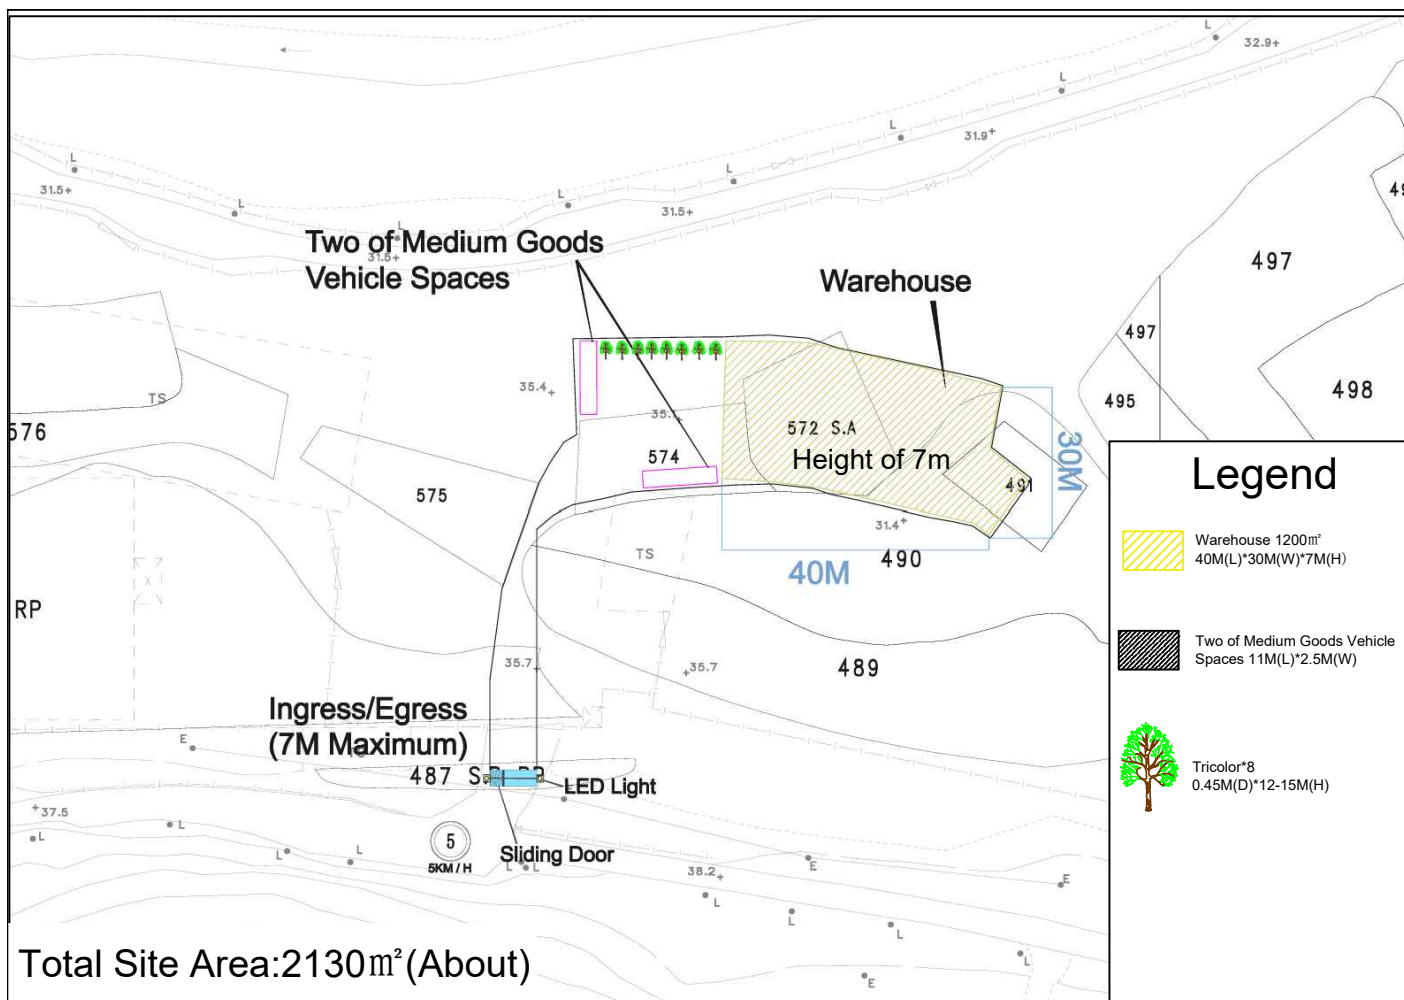 L
32.9+
L
L
31.9+
L
31.5+
L
L
31.5+
L
L
31.5+
Two of Medium Goods
Vehicle Spaces
Warehouse
497
497
498
495
576
TS
35.4+
35.1
572 S.A
Height of 7m
574
575
491
30M
31.4+
490
40M
TS
RP
35.7
+35.7
489
Ingress/Egress
(7M Maximum)
E
487
LED Light
+37.5
L
L
L
L
5
5KM / H
Sliding Door
L
L
38.2+
E
E
L
L
L
L
E
Total Site Area:2130㎡(About)
Legend
Warehouse 1200㎡
40M(L)*30M(W)*7M(H)
Two of Medium Goods Vehicle
Spaces 11M(L)*2.5M(W)
Tricolor*8
0.45M(D)*12-15M(H)